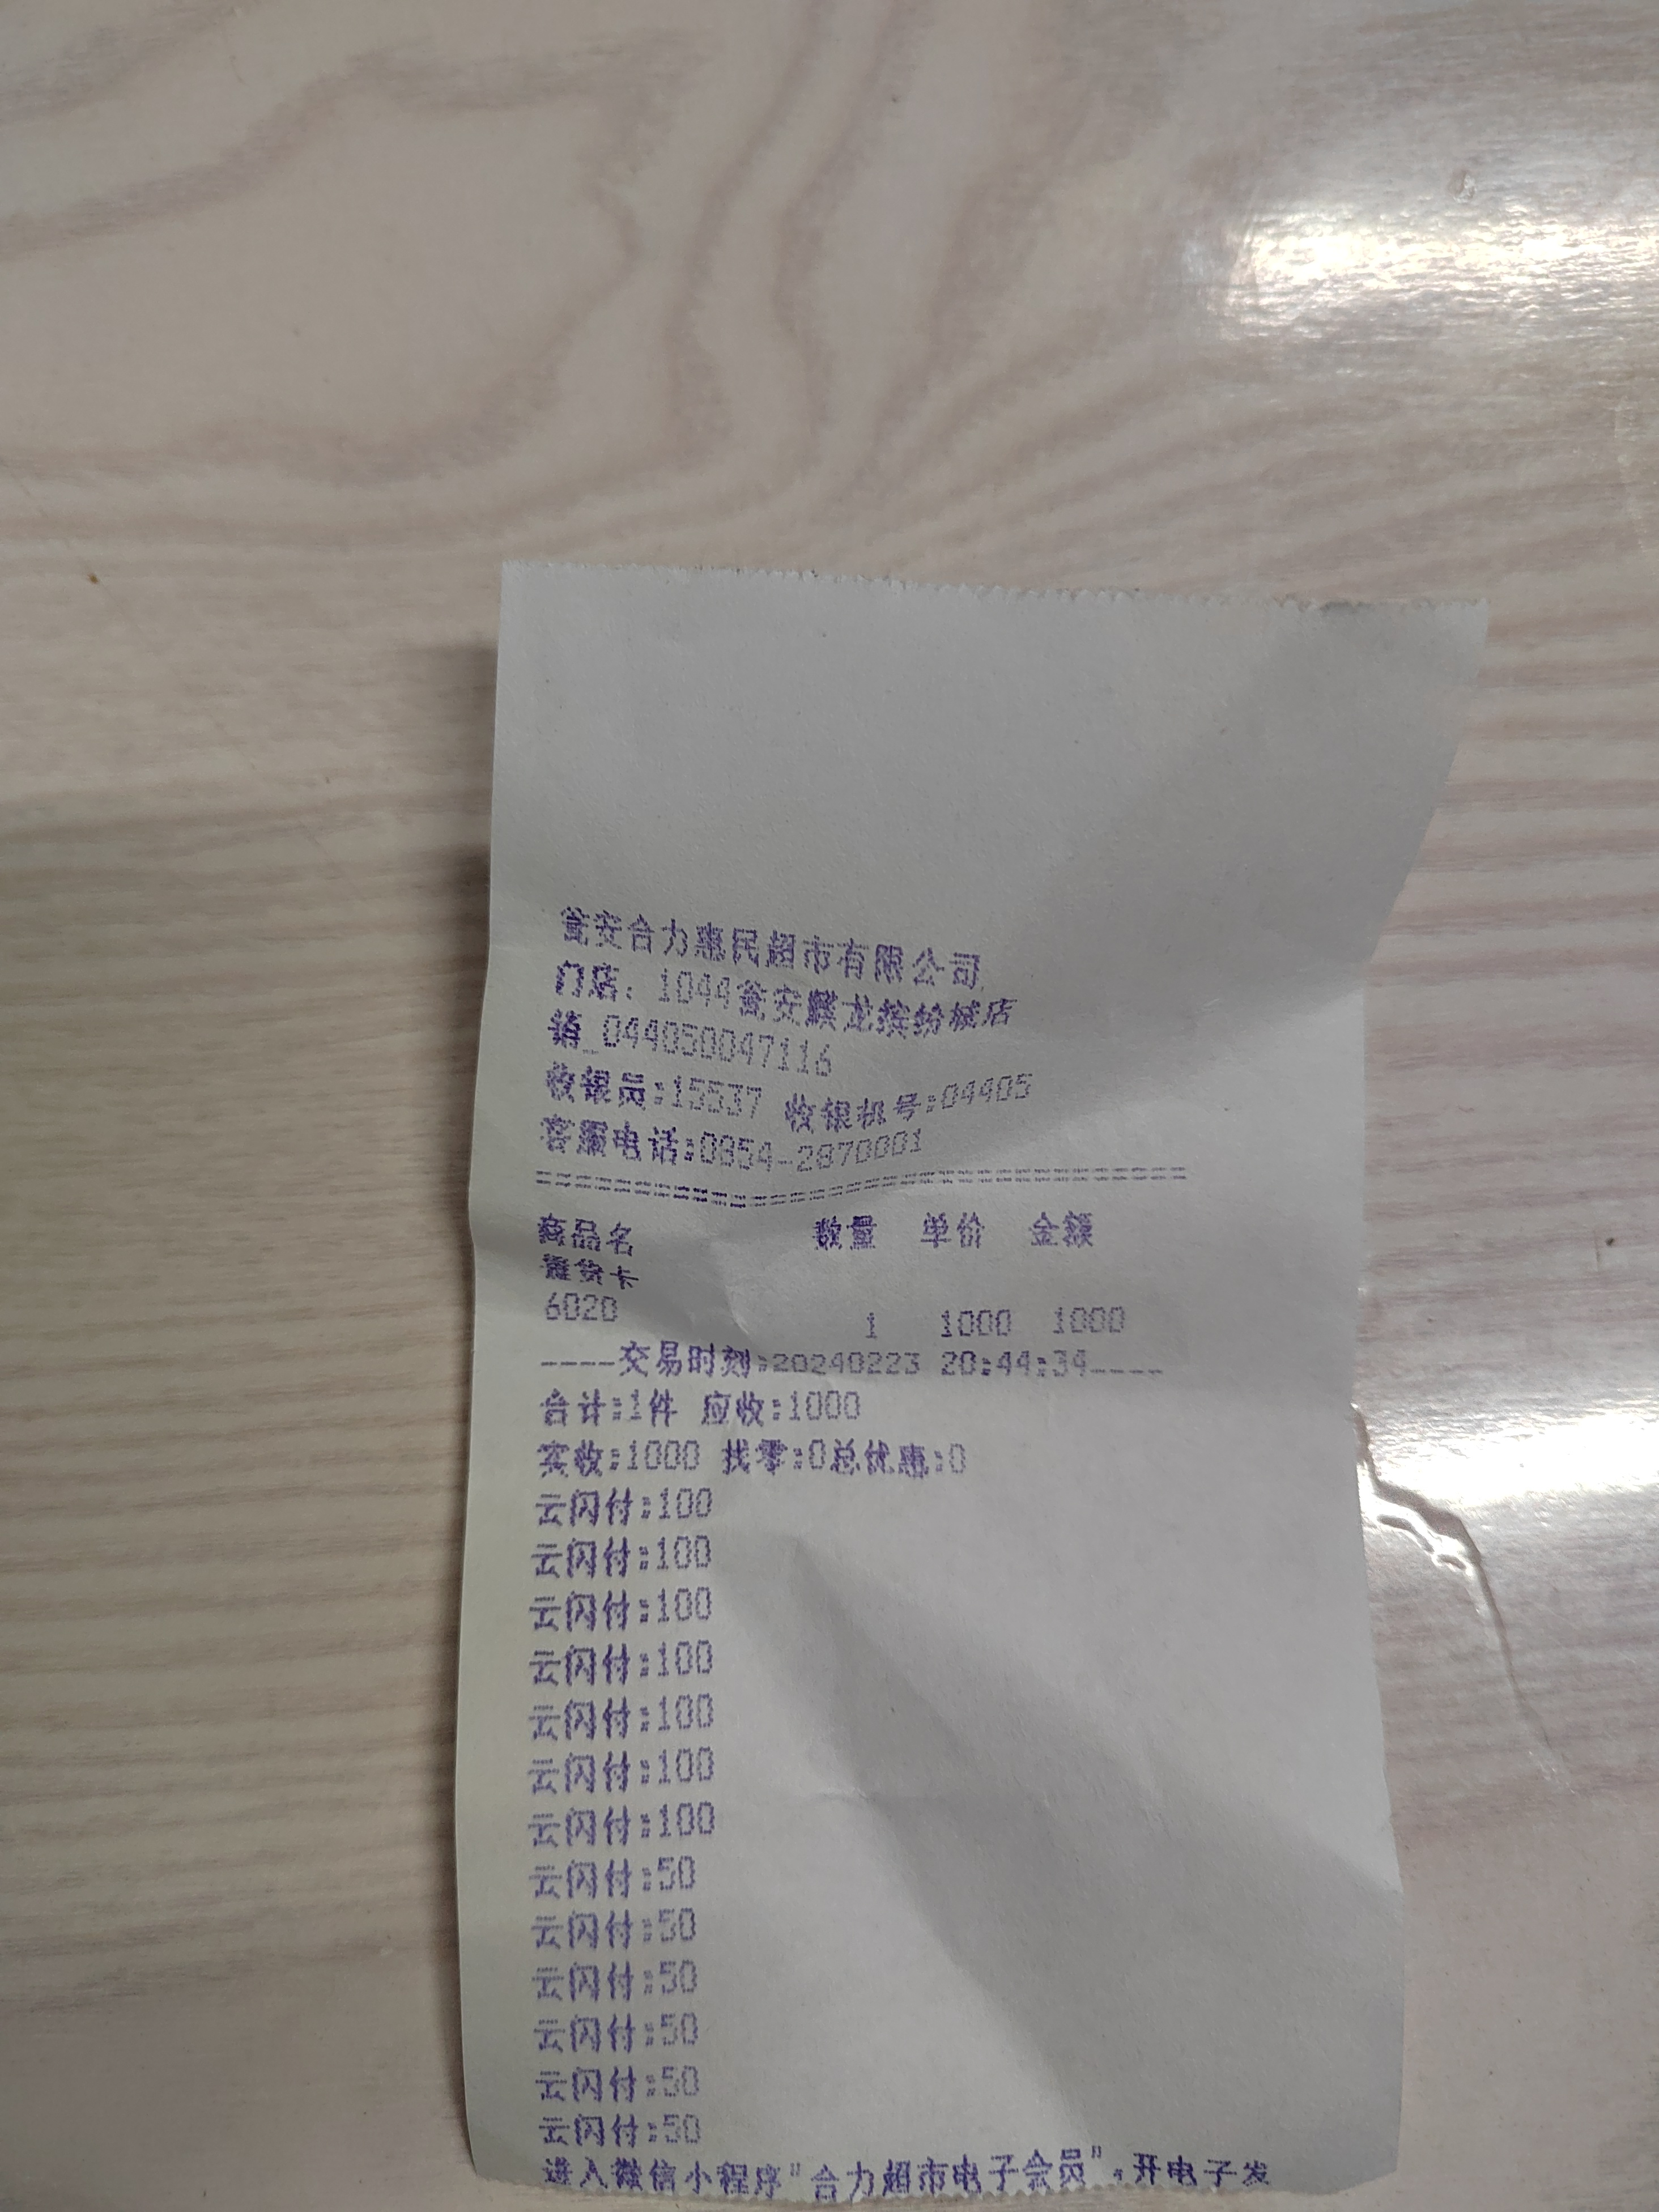 瓮安合力惠民超市有限公司
门店: 1044瓮安麒龙缤纷城店
销_044050047116
收银员:15537 收银机号:04405
客服电话:0854-2870001
商品名 数量 单价 金额
提货卡
6020 1 1000 1000
----交易时刻:20240223 20:44:34----
合计:1件 应收:1000
实收:1000 找零:0总优惠:0
云闪付:100
云闪付:100
云闪付:100
云闪付:100
云闪付:100
云闪付:100
云闪付:100
云闪付:50
云闪付:50
云闪付:50
云闪付:50
云闪付:50
云闪付:50
进入微信小程序"合力超市电子会员",开电子发